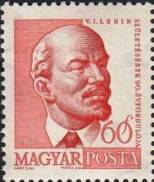 V. I. LENIN
SZÜLETÉSÉNEK 90. ÉVFORDULÓJA
60f
MAGYAR POSTA